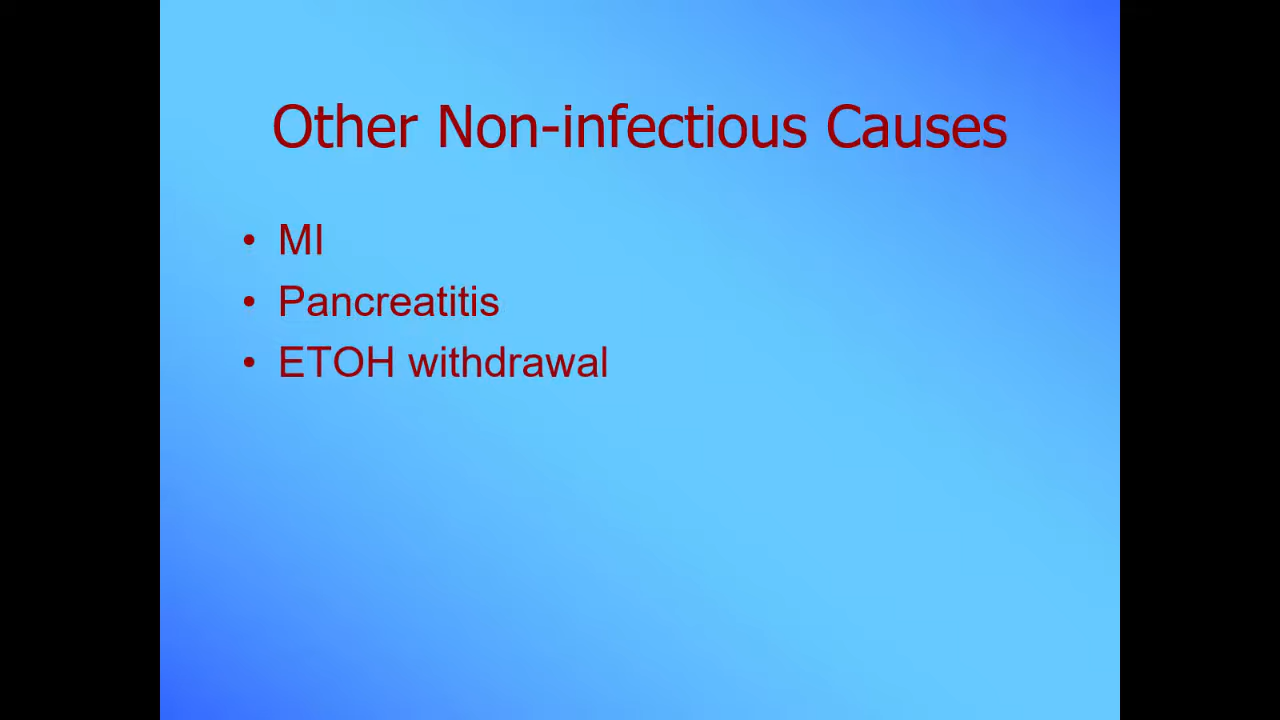 Other Non-infectious Causes
• MI
• Pancreatitis
• ETOH withdrawal